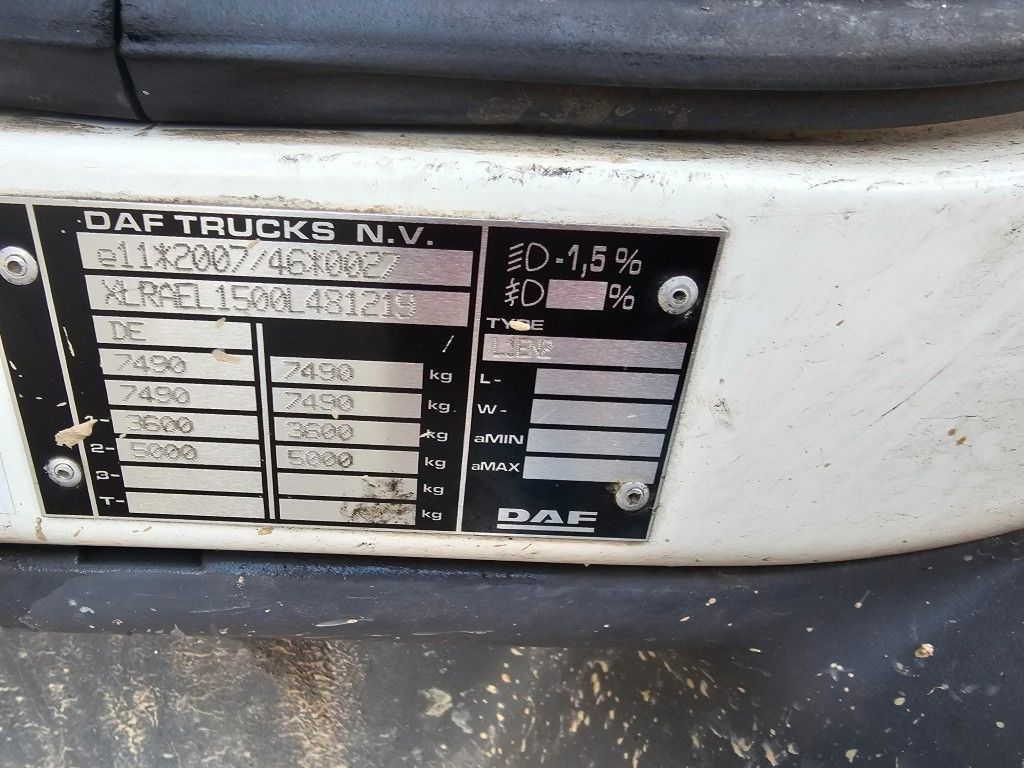 DAF TRUCKS N.V.
e11*2007/46*0027
XLRAEL1500L481219
DE /
7490 7490 kg
7490 7490 kg
1- 3600 3600 kg
2- 5000 5000 kg
3- kg
T- kg
-1,5%
%
TYPE
L1EN2
L-
W-
aMIN
aMAX
DAF